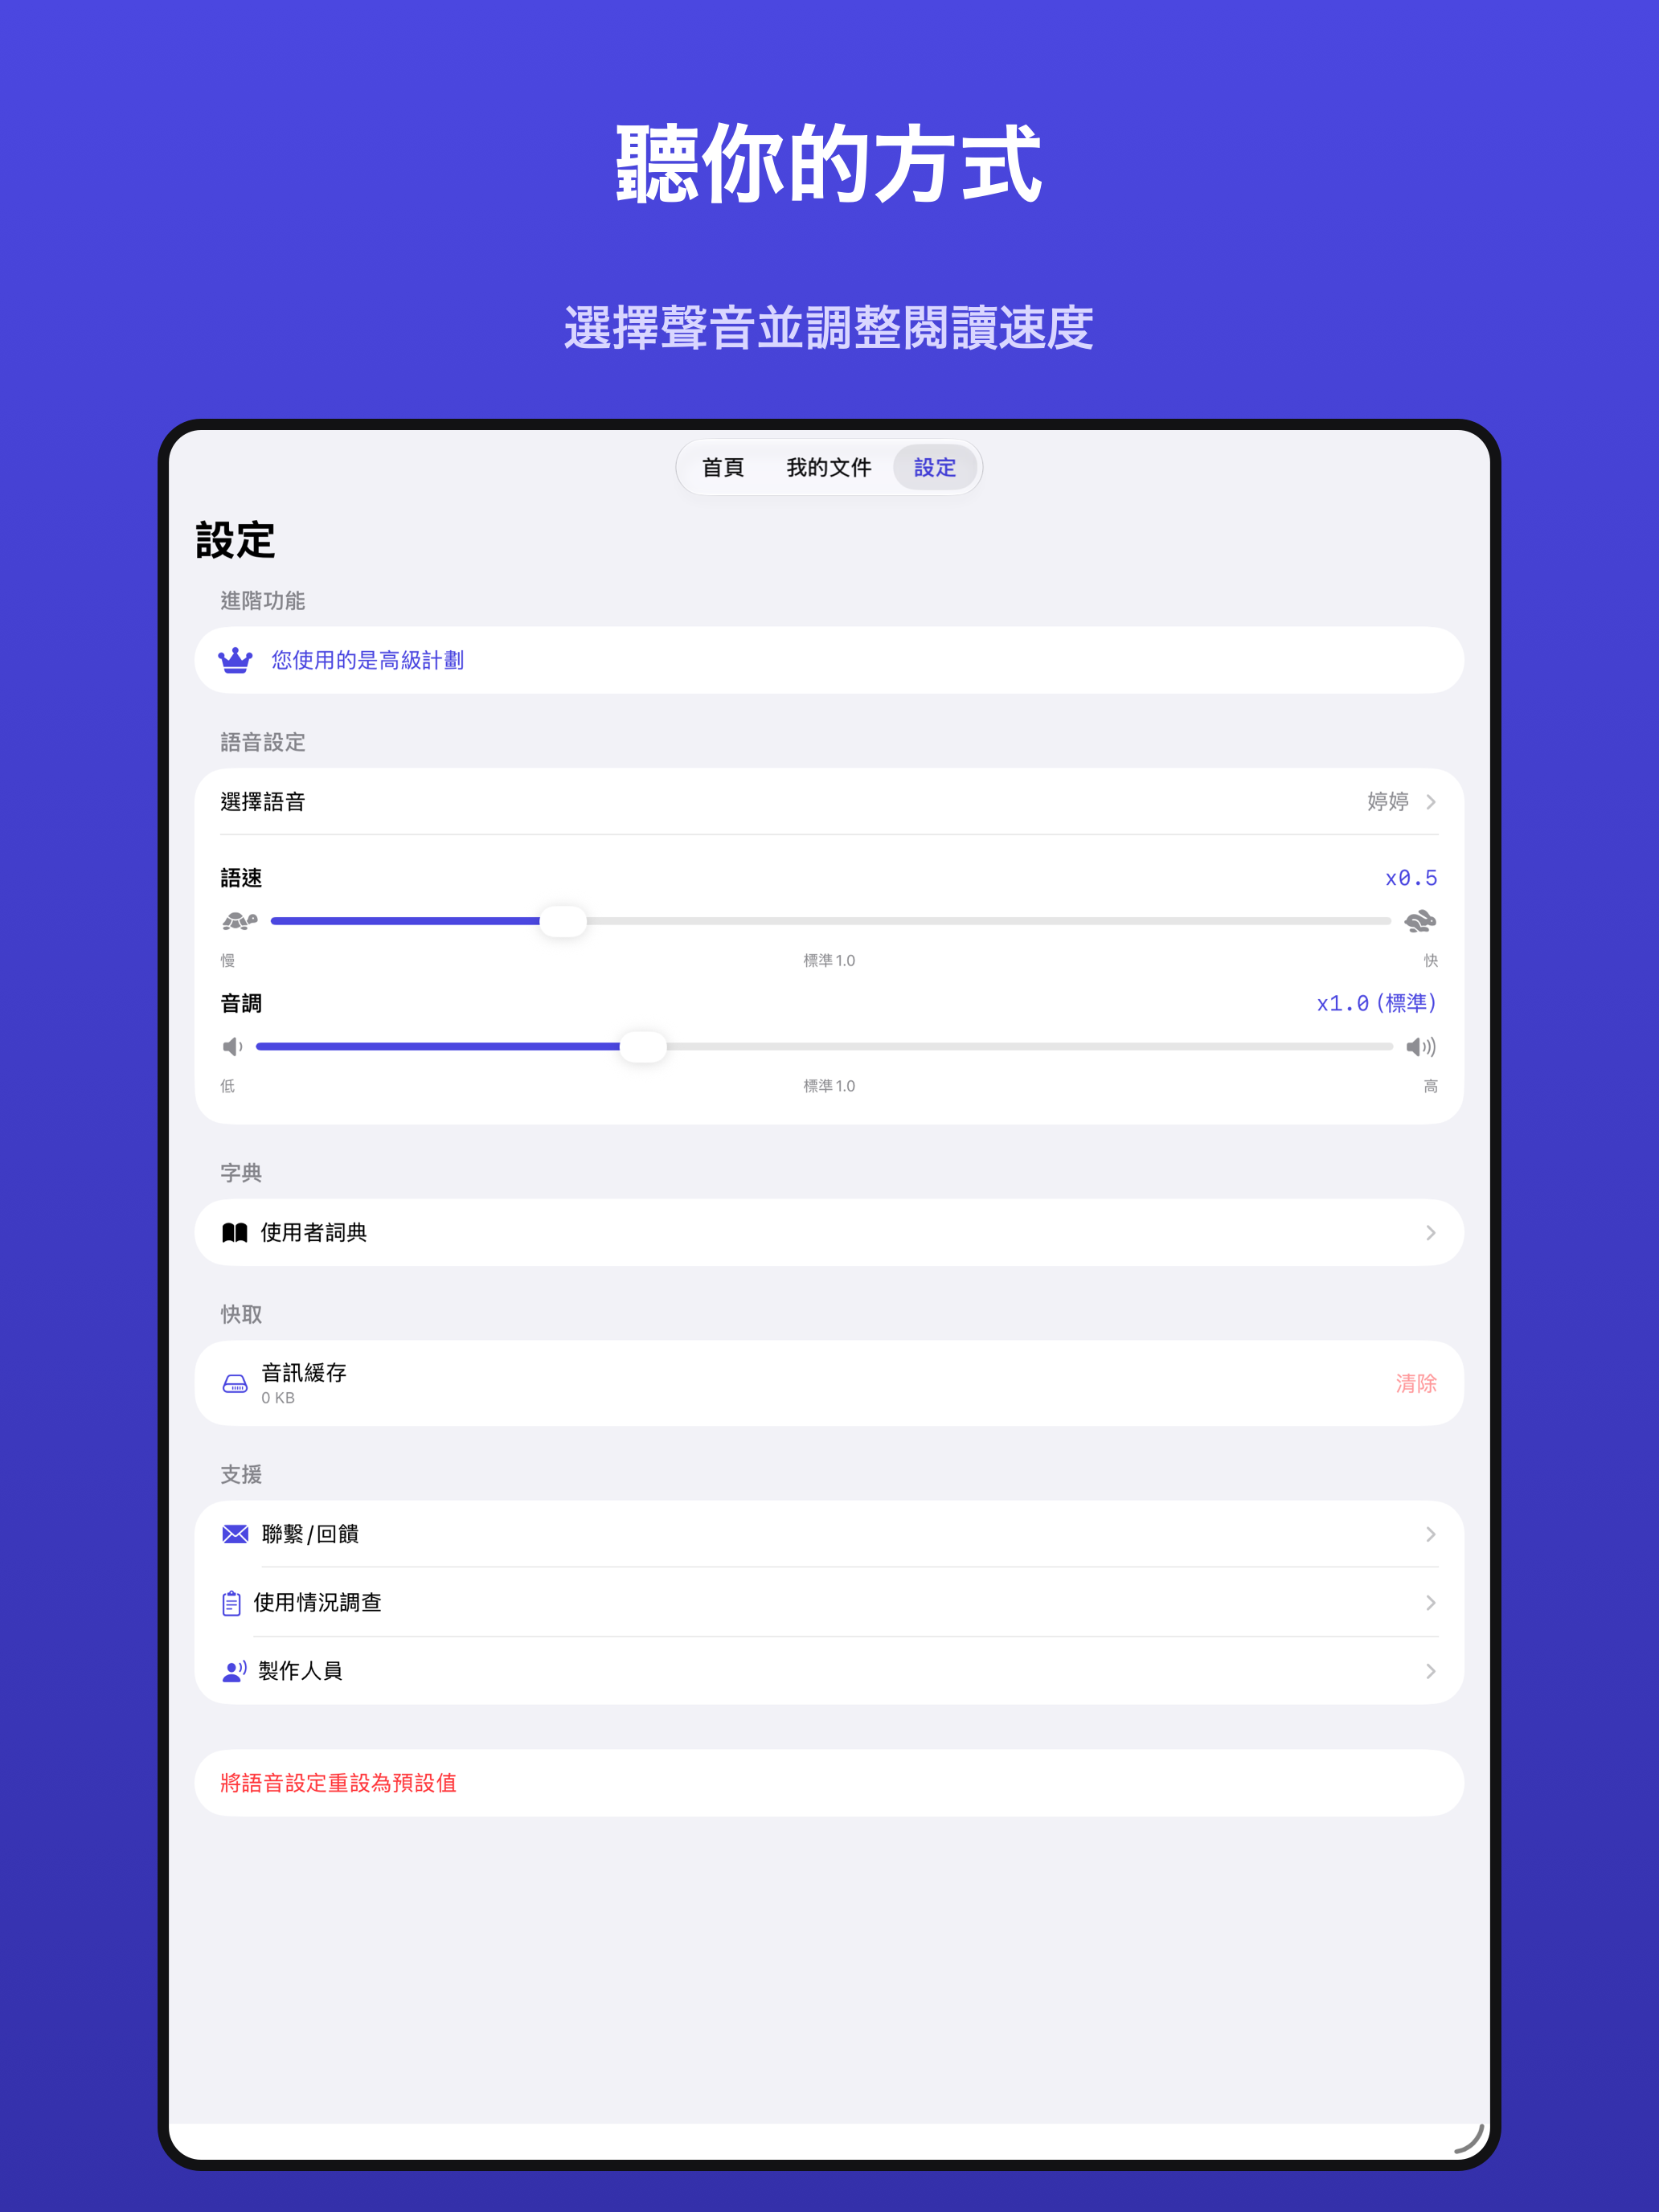 聽你的方式
選擇聲音並調整閱讀速度
首頁 我的文件 設定
設定
進階功能
您使用的是高級計劃
語音設定
選擇語音 婷婷
語速 x0.5
慢 標準 1.0 快
音調 x1.0 (標準)
低 標準 1.0 高
字典
使用者詞典
快取
音訊緩存
0 KB
清除
支援
聯繫 / 回饋
使用情況調查
製作人員
將語音設定重設為預設值